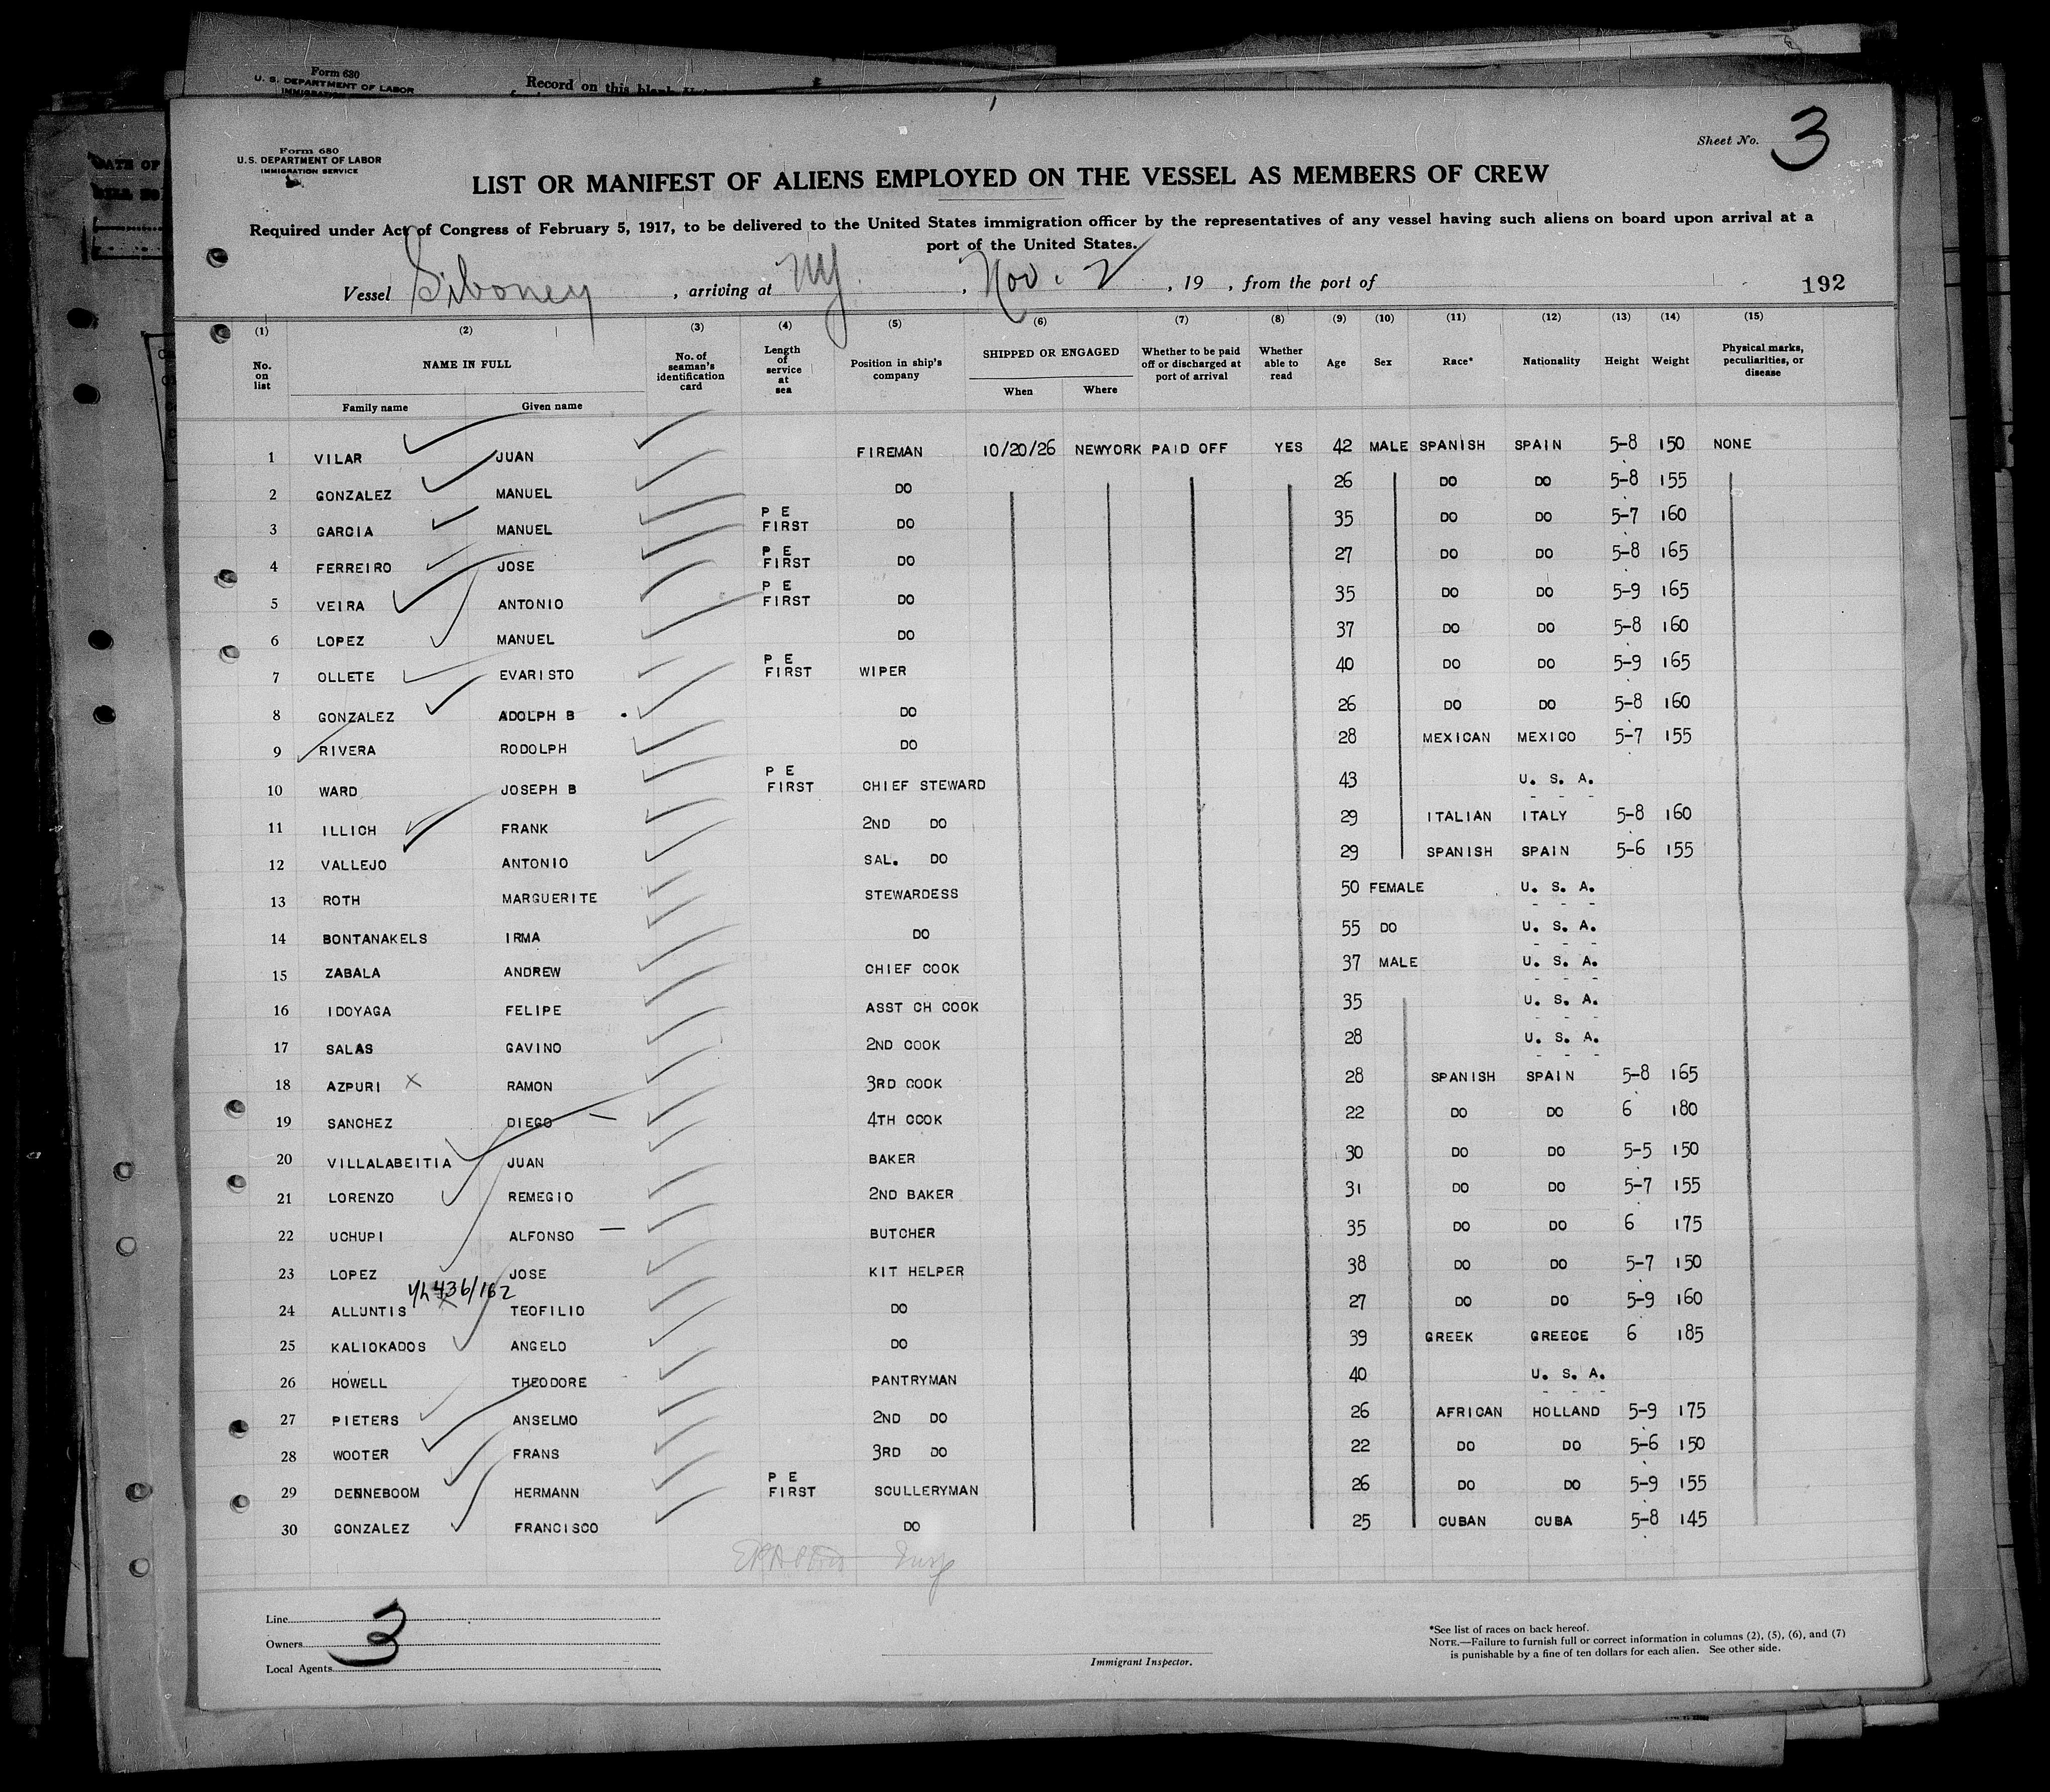 Form 680
U. S. DEPARTMENT OF LABOR
IMMIGRATION
Record on this blank
DATE OF
Sheet No. 3
Form 680
U.S. DEPARTMENT OF LABOR
IMMIGRATION SERVICE
LIST OR MANIFEST OF ALIENS EMPLOYED ON THE VESSEL AS MEMBERS OF CREW
Required under Act of Congress of February 5, 1917, to be delivered to the United States immigration officer by the representatives of any vessel having such aliens on board upon arrival at a
port of the United States.
Vessel Siboney , arriving at NY. , Nov. 2 , 19 , from the port of 192
(1) (2) (3) (4) (5) (6) (7) (8) (9) (10) (11) (12) (13) (14) (15)
No. on list NAME IN FULL Family name Given name No. of seaman's identification card Length of service at sea Position in ship's company SHIPPED OR ENGAGED When Where Whether to be paid off or discharged at port of arrival Whether able to read Age Sex Race* Nationality Height Weight Physical marks, peculiarities, or disease
1 VILAR JUAN FIREMAN 10/20/26 NEWYORK PAID OFF YES 42 MALE SPANISH SPAIN 5-8 150 NONE
2 GONZALEZ MANUEL DO 26 DO DO 5-8 155
3 GARCIA MANUEL P E FIRST DO 35 DO DO 5-7 160
4 FERREIRO JOSE P E FIRST DO 27 DO DO 5-8 165
5 VEIRA ANTONIO P E FIRST DO 35 DO DO 5-9 165
6 LOPEZ MANUEL DO 37 DO DO 5-8 160
7 OLLETE EVARISTO P E FIRST WIPER 40 DO DO 5-9 165
8 GONZALEZ ADOLPH B DO 26 DO DO 5-8 160
9 RIVERA RODOLPH DO 28 MEXICAN MEXICO 5-7 155
10 WARD JOSEPH B P E FIRST CHIEF STEWARD 43 U. S. A.
11 ILLICH FRANK 2ND DO 29 ITALIAN ITALY 5-8 160
12 VALLEJO ANTONIO SAL. DO 29 SPANISH SPAIN 5-6 155
13 ROTH MARGUERITE STEWARDESS 50 FEMALE U. S. A.
14 BONTANAKELS IRMA DO 55 DO U. S. A.
15 ZABALA ANDREW CHIEF COOK 37 MALE U. S. A.
16 IDOYAGA FELIPE ASST CH COOK 35 U. S. A.
17 SALAS GAVINO 2ND COOK 28 U. S. A.
18 AZPURI RAMON 3RD COOK 28 SPANISH SPAIN 5-8 165
19 SANCHEZ DIEGO 4TH COOK 22 DO DO 6 180
20 VILLALABEITIA JUAN BAKER 30 DO DO 5-5 150
21 LORENZO REMEGIO 2ND BAKER 31 DO DO 5-7 155
22 UCHUPI ALFONSO BUTCHER 35 DO DO 6 175
23 LOPEZ JOSE KIT HELPER 38 DO DO 5-7 150
436/162
24 ALLUNTIS TEOFILIO DO 27 DO DO 5-9 160
25 KALIOKADOS ANGELO DO 39 GREEK GREECE 6 185
26 HOWELL THEODORE PANTRYMAN 40 U. S. A.
27 PIETERS ANSELMO 2ND DO 26 AFRICAN HOLLAND 5-9 175
28 WOOTER FRANS 3RD DO 22 DO DO 5-6 150
29 DENNEBOOM HERMANN P E FIRST SCULLERYMAN 26 DO DO 5-9 155
30 GONZALEZ FRANCISCO DO 25 CUBAN CUBA 5-8 145
Insp
Line
Owners 3
Local Agents
Immigrant Inspector.
*See list of races on back hereof.
NOTE.—Failure to furnish full or correct information in columns (2), (5), (6), and (7)
is punishable by a fine of ten dollars for each alien. See other side.